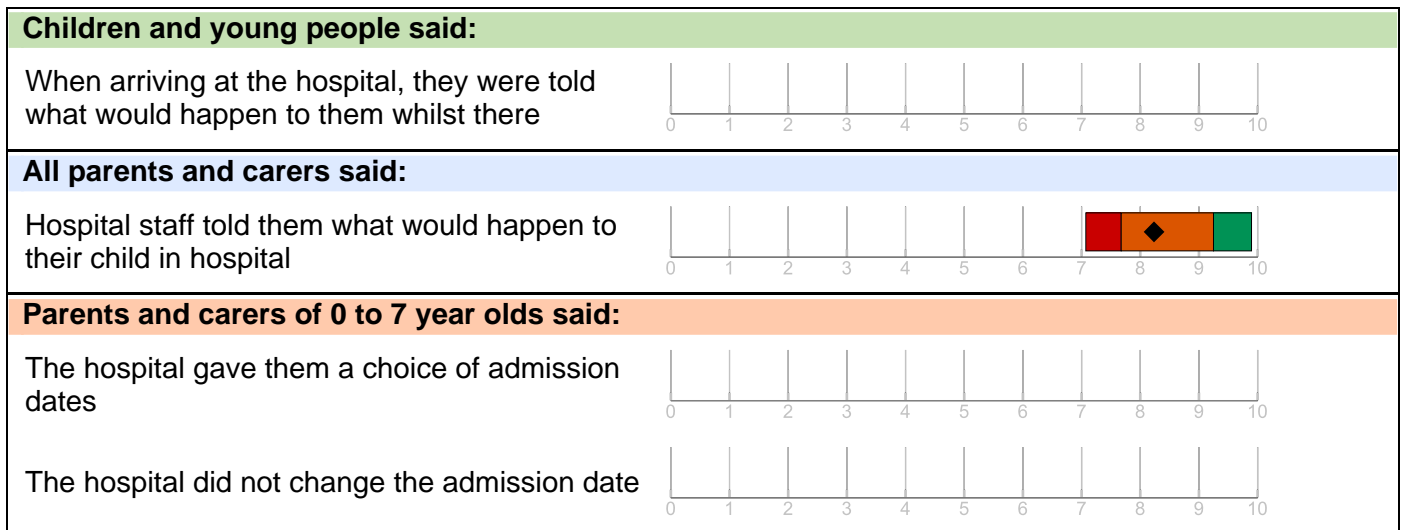 Children and young people said:
When arriving at the hospital, they were told
what would happen to them whilst there
0 1 2 3 4 5 6 7 8 9 10
All parents and carers said:
Hospital staff told them what would happen to
their child in hospital
0 1 2 3 4 5 6 7 8 9 10
Parents and carers of 0 to 7 year olds said:
The hospital gave them a choice of admission
dates
0 1 2 3 4 5 6 7 8 9 10
The hospital did not change the admission date
0 1 2 3 4 5 6 7 8 9 10